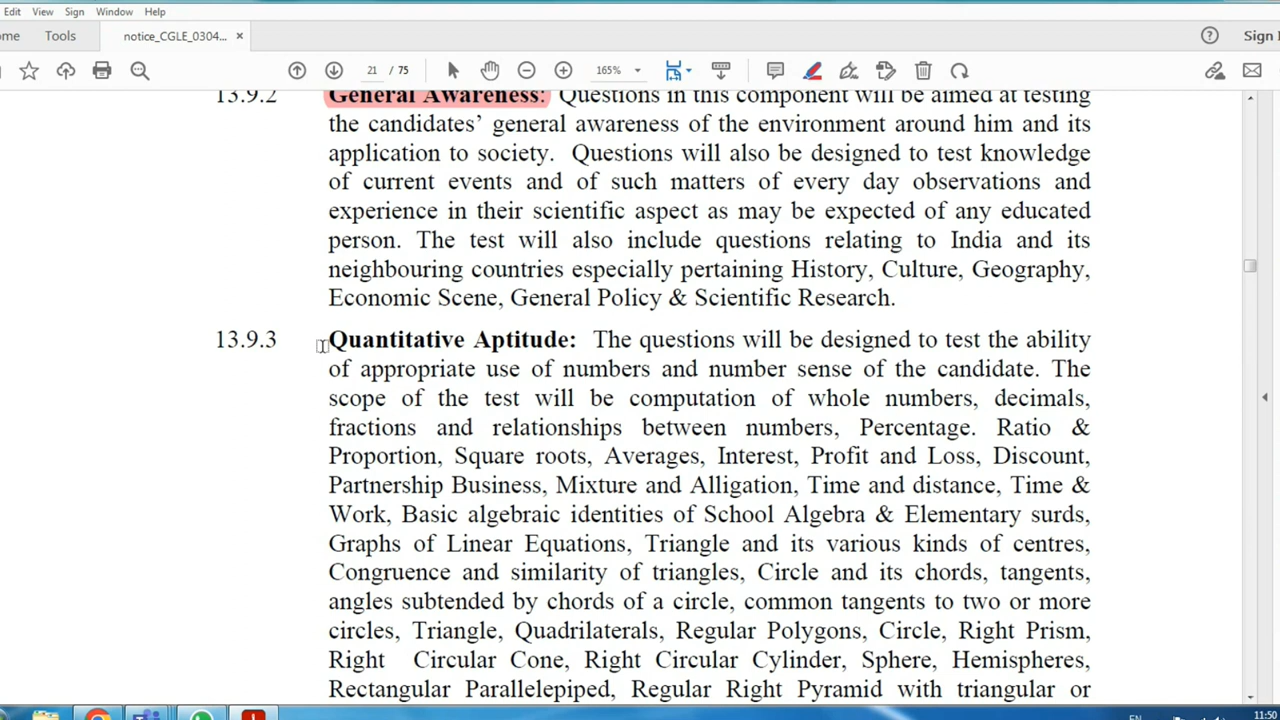 Edit View Sign Window Help
ome Tools notice_CGLE_0304... × Sign
21 / 75 165%
13.9.2 General Awareness: Questions in this component will be aimed at testing
the candidates’ general awareness of the environment around him and its
application to society. Questions will also be designed to test knowledge
of current events and of such matters of every day observations and
experience in their scientific aspect as may be expected of any educated
person. The test will also include questions relating to India and its
neighbouring countries especially pertaining History, Culture, Geography,
Economic Scene, General Policy & Scientific Research.
13.9.3 Quantitative Aptitude: The questions will be designed to test the ability
of appropriate use of numbers and number sense of the candidate. The
scope of the test will be computation of whole numbers, decimals,
fractions and relationships between numbers, Percentage. Ratio &
Proportion, Square roots, Averages, Interest, Profit and Loss, Discount,
Partnership Business, Mixture and Alligation, Time and distance, Time &
Work, Basic algebraic identities of School Algebra & Elementary surds,
Graphs of Linear Equations, Triangle and its various kinds of centres,
Congruence and similarity of triangles, Circle and its chords, tangents,
angles subtended by chords of a circle, common tangents to two or more
circles, Triangle, Quadrilaterals, Regular Polygons, Circle, Right Prism,
Right Circular Cone, Right Circular Cylinder, Sphere, Hemispheres,
Rectangular Parallelepiped, Regular Right Pyramid with triangular or
EN 11:50